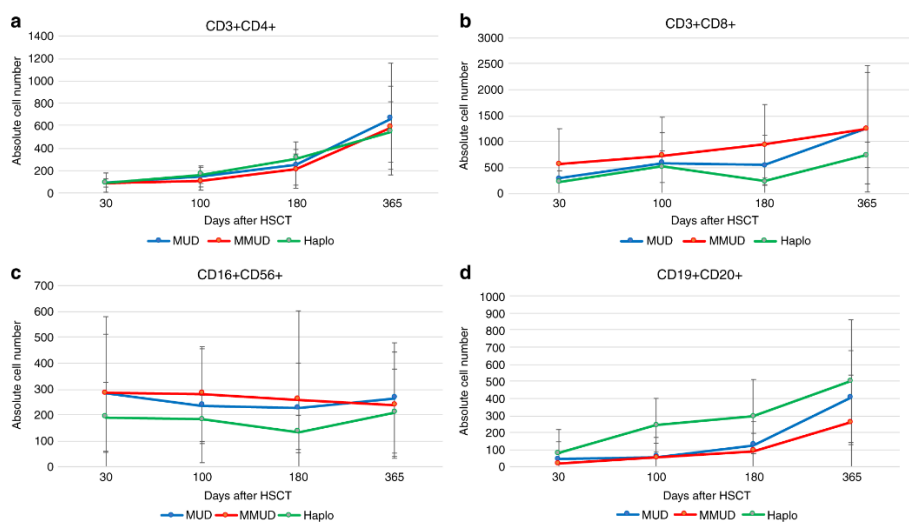 a
CD3+CD4+
1400
1200
1000
800
600
400
200
0
Absolute cell number
30 100 180 365
Days after HSCT
MUD MMUD Haplo
b
CD3+CD8+
3000
2500
2000
1500
1000
500
0
Absolute cell number
30 100 180 365
Days after HSCT
MUD MMUD Haplo
c
CD16+CD56+
700
600
500
400
300
200
100
0
Absolute cell number
30 100 180 365
Days after HSCT
MUD MMUD Haplo
d
CD19+CD20+
1000
900
800
700
600
500
400
300
200
100
0
Absolute cell number
30 100 180 365
Days after HSCT
MUD MMUD Haplo